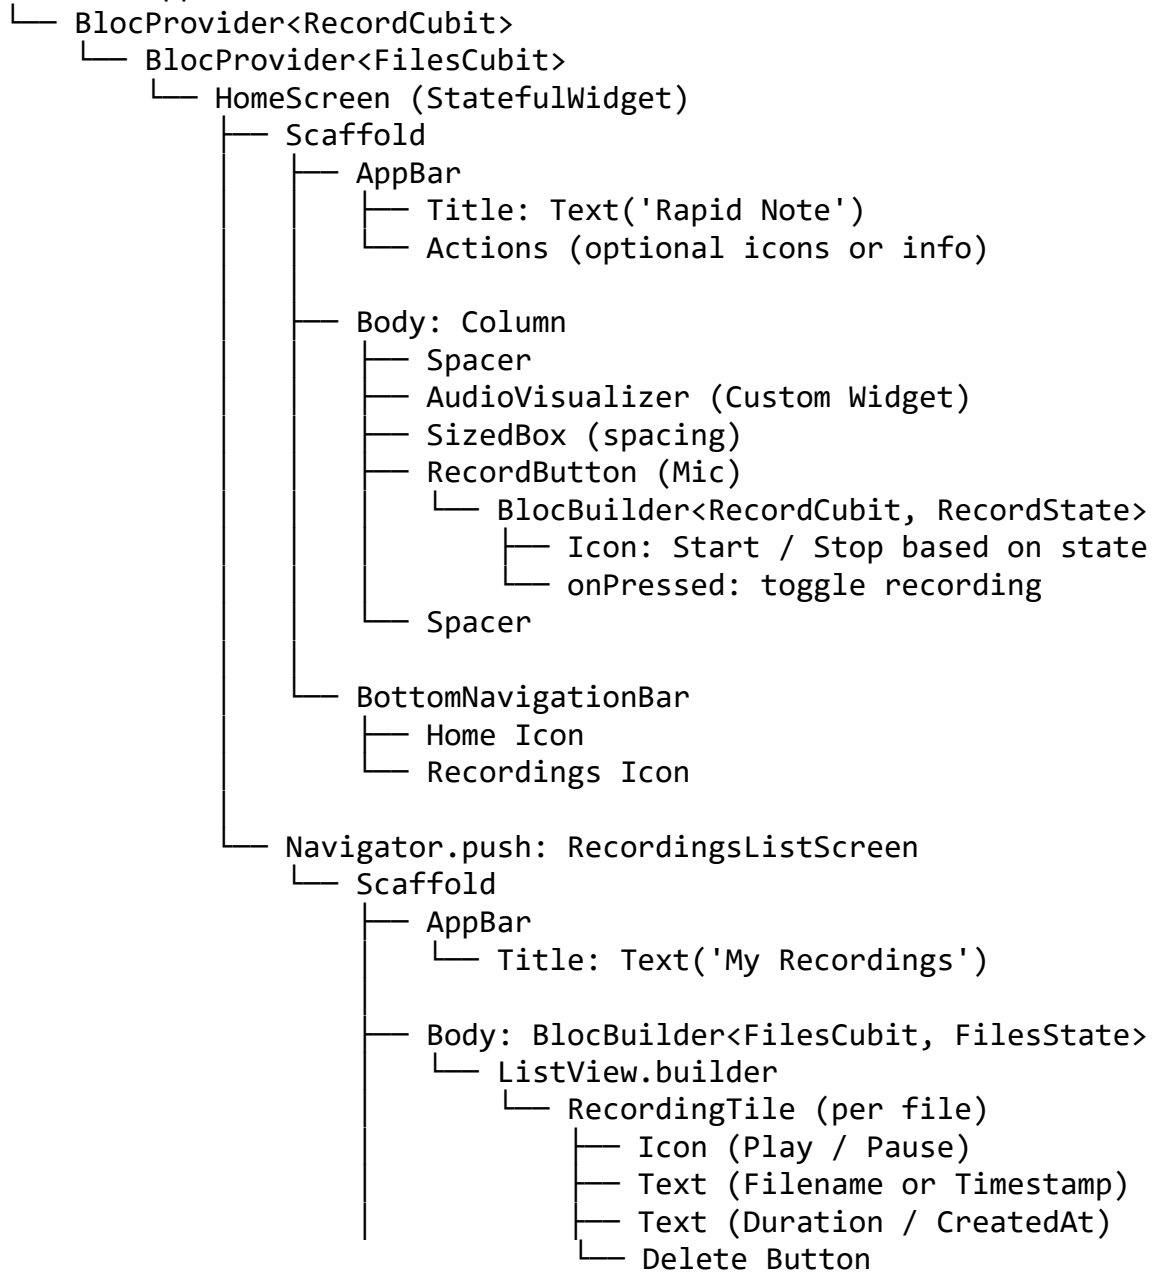 └── BlocProvider<RecordCubit>
    └── BlocProvider<FilesCubit>
        └── HomeScreen (StatefulWidget)
            ├── Scaffold
            │   ├── AppBar
            │   │   ├── Title: Text('Rapid Note')
            │   │   └── Actions (optional icons or info)
            │   │
            │   ├── Body: Column
            │   │   ├── Spacer
            │   │   ├── AudioVisualizer (Custom Widget)
            │   │   ├── SizedBox (spacing)
            │   │   ├── RecordButton (Mic)
            │   │   │   └── BlocBuilder<RecordCubit, RecordState>
            │   │   │       ├── Icon: Start / Stop based on state
            │   │   │       └── onPressed: toggle recording
            │   │   └── Spacer
            │   │
            │   └── BottomNavigationBar
            │       ├── Home Icon
            │       └── Recordings Icon
            │
            └── Navigator.push: RecordingsListScreen
                └── Scaffold
                    ├── AppBar
                    │   └── Title: Text('My Recordings')
                    │
                    ├── Body: BlocBuilder<FilesCubit, FilesState>
                    │   └── ListView.builder
                    │       └── RecordingTile (per file)
                    │           ├── Icon (Play / Pause)
                    │           ├── Text (Filename or Timestamp)
                    │           ├── Text (Duration / CreatedAt)
                                └── Delete Button